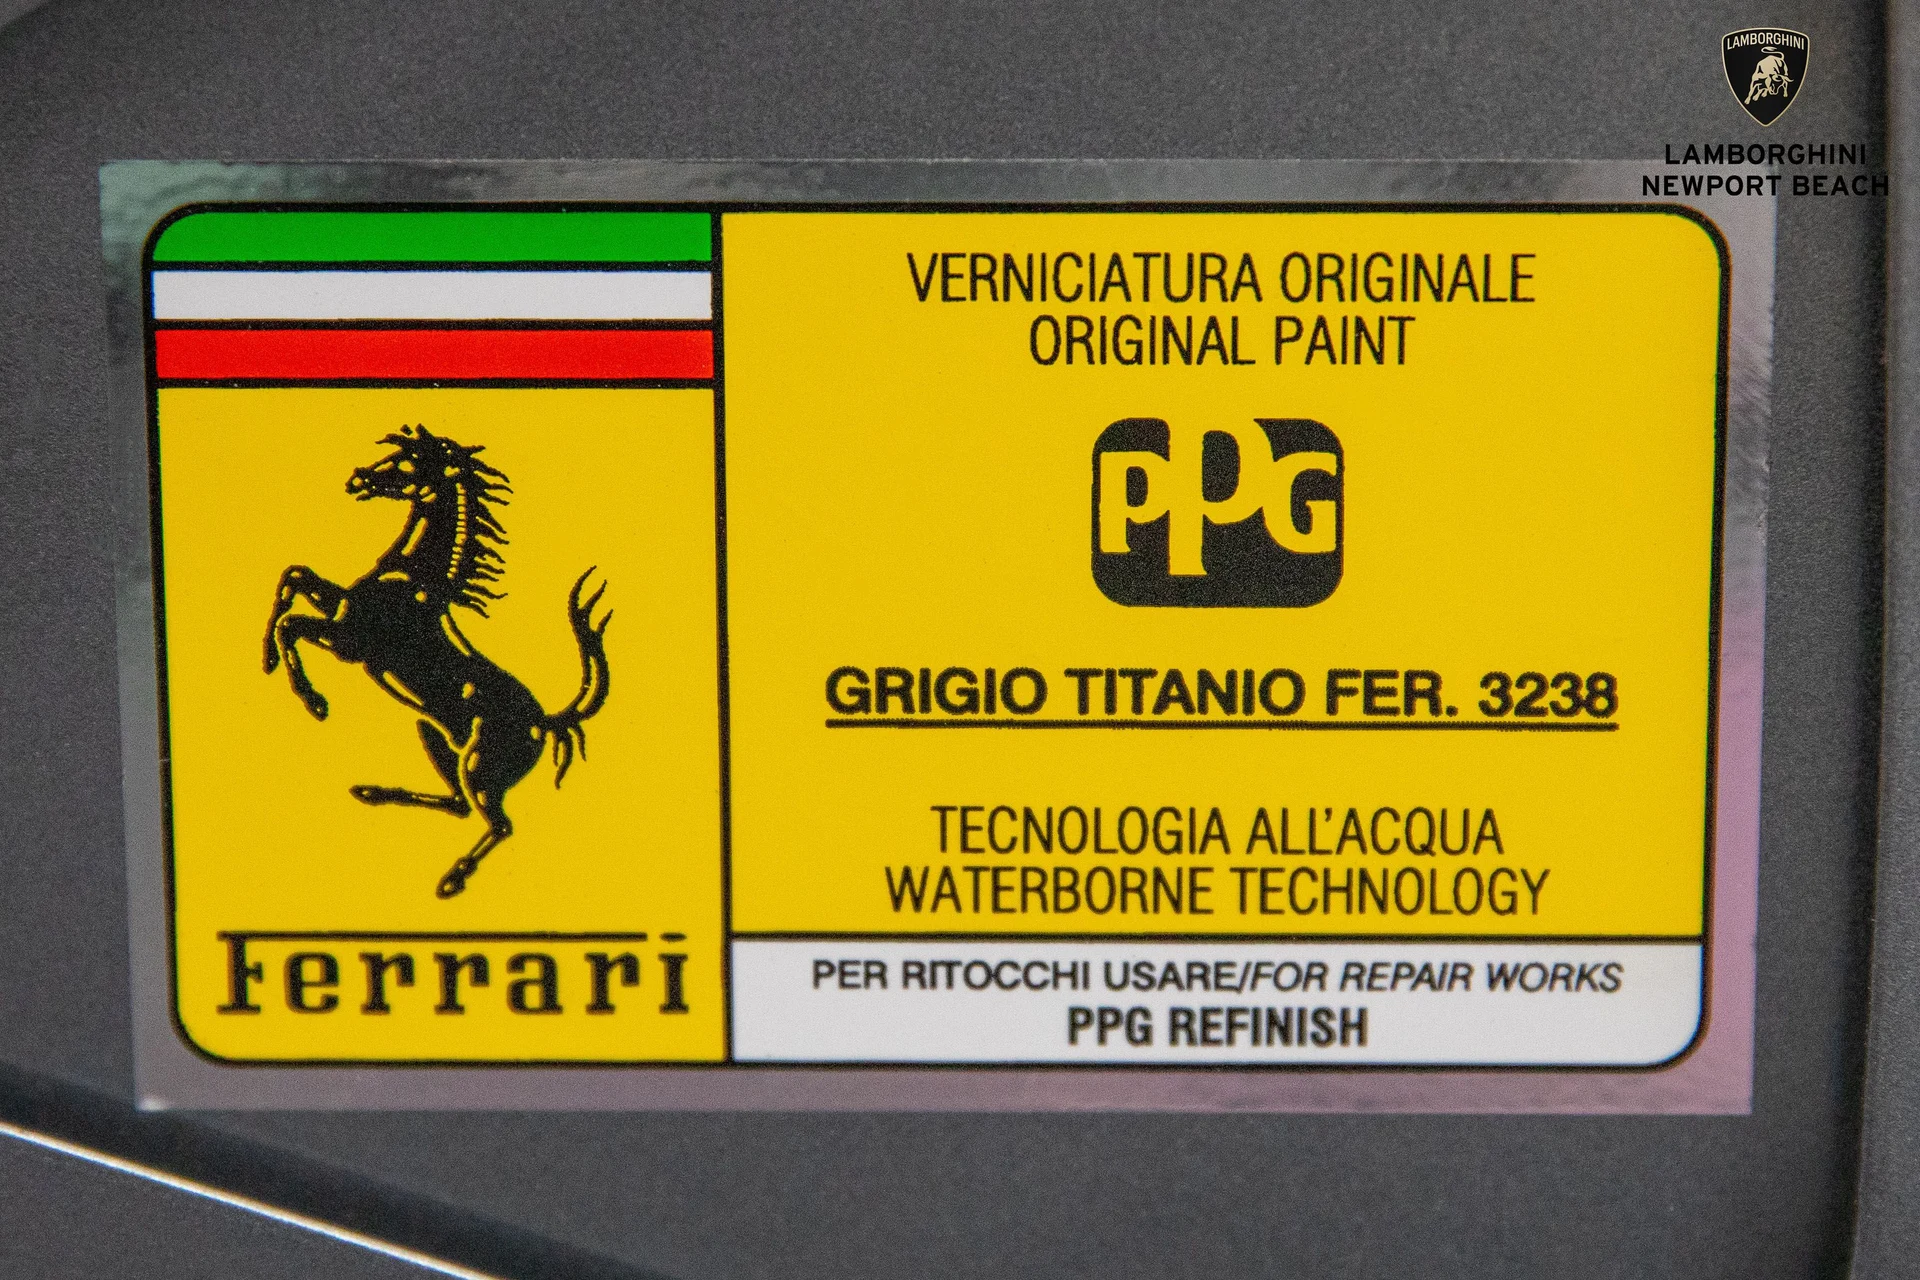 LAMBORGHINI
LAMBORGHINI
NEWPORT BEACH
VERNICIATURA ORIGINALE
ORIGINAL PAINT
PPG
GRIGIO TITANIO FER. 3238
TECNOLOGIA ALL'ACQUA
WATERBORNE TECHNOLOGY
Ferrari
PER RITOCCHI USARE/FOR REPAIR WORKS
PPG REFINISH